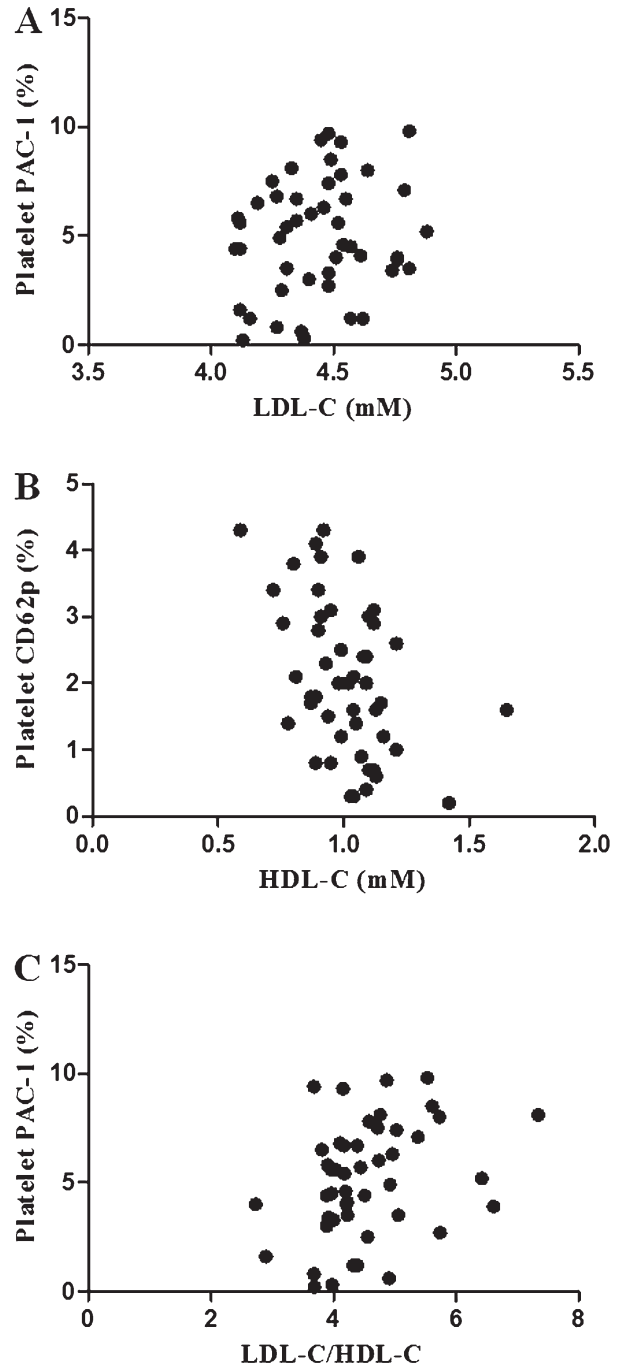 A
Platelet PAC-1 (%)
15
10
5
0
3.5 4.0 4.5 5.0 5.5
LDL-C (mM)
B
Platelet CD62p (%)
5
4
3
2
1
0
0.0 0.5 1.0 1.5 2.0
HDL-C (mM)
C
Platelet PAC-1 (%)
15
10
5
0
0 2 4 6 8
LDL-C/HDL-C